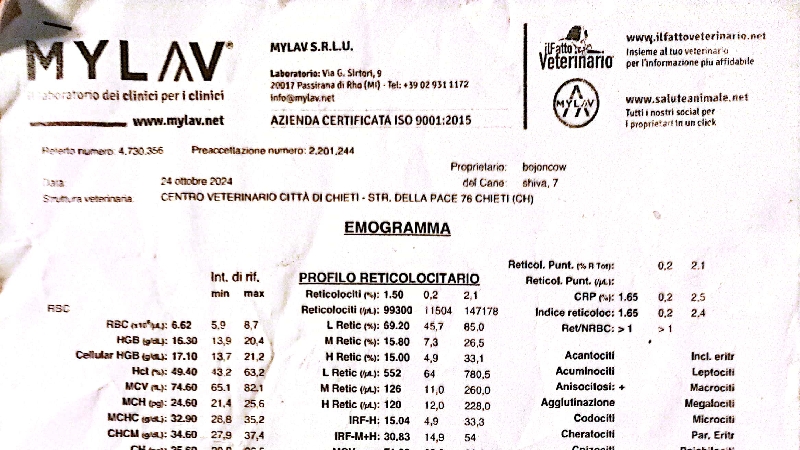 MYLAV®
il laboratorio dei clinici per i clinici
www.mylav.net
MYLAV S.R.L.U.
Laboratorio: Via G. Sirtori, 9
20017 Passirana di Rho (MI) - Tel: +39 02 931 1172
info@mylav.net
AZIENDA CERTIFICATA ISO 9001:2015
ilFatto
Veterinario
www.ilfattoveterinario.net
Insieme al tuo veterinario
per l'informazione più affidabile
MYLAV
www.saluteanimale.net
Tutti i nostri social per
i proprietari in un click
Referto numero: 4,730,356 Preaccettazione numero: 2,201,244
Proprietario: bojoncow
Data: 24 ottobre 2024 del Cane: shiva, 7
Struttura veterinaria: CENTRO VETERINARIO CITTÀ DI CHIETI - STR. DELLA PACE 76 CHIETI (CH)
EMOGRAMMA
Int. di rif.
min max
RBC
RBC (x10⁶/µL): 6.62 5,9 8,7
HGB (g/dL): 16.30 13,9 20,4
Cellular HGB (g/dL): 17.10 13,7 21,2
Hct (%): 49.40 43,2 63,2
MCV (fL): 74.60 65,1 82,1
MCH (pg): 24.60 21,4 25,6
MCHC (g/dL): 32.90 28,8 35,2
CHCM (g/dL): 34.60 27,9 37,4
PROFILO RETICOLOCITARIO
Reticolociti (%): 1.50 0,2 2,1
Reticolociti (/µL): 99300 11504 147178
L Retic (%): 69.20 45,7 85,0
M Retic (%): 15.80 7,3 26,5
H Retic (%): 15.00 4,9 33,1
L Retic (/µL): 552 64 780,5
M Retic (/µL): 126 11,0 260,0
H Retic (/µL): 120 12,0 228,0
IRF-H: 15.04 4,9 33,3
IRF-M+H: 30,83 14,9 54
Reticol. Punt. (% R Tot): 0,2 2,1
Reticol. Punt. (/µL):
CRP (%): 1.65 0,2 2,5
Indice reticoloc: 1.65 0,2 2,4
Ret/NRBC: > 1 > 1
Acantociti Incl. eritr
Acuminociti Leptociti
Anisocitosi: + Macrociti
Agglutinazione Megalociti
Codociti Microciti
Cheratociti Par. Eritr